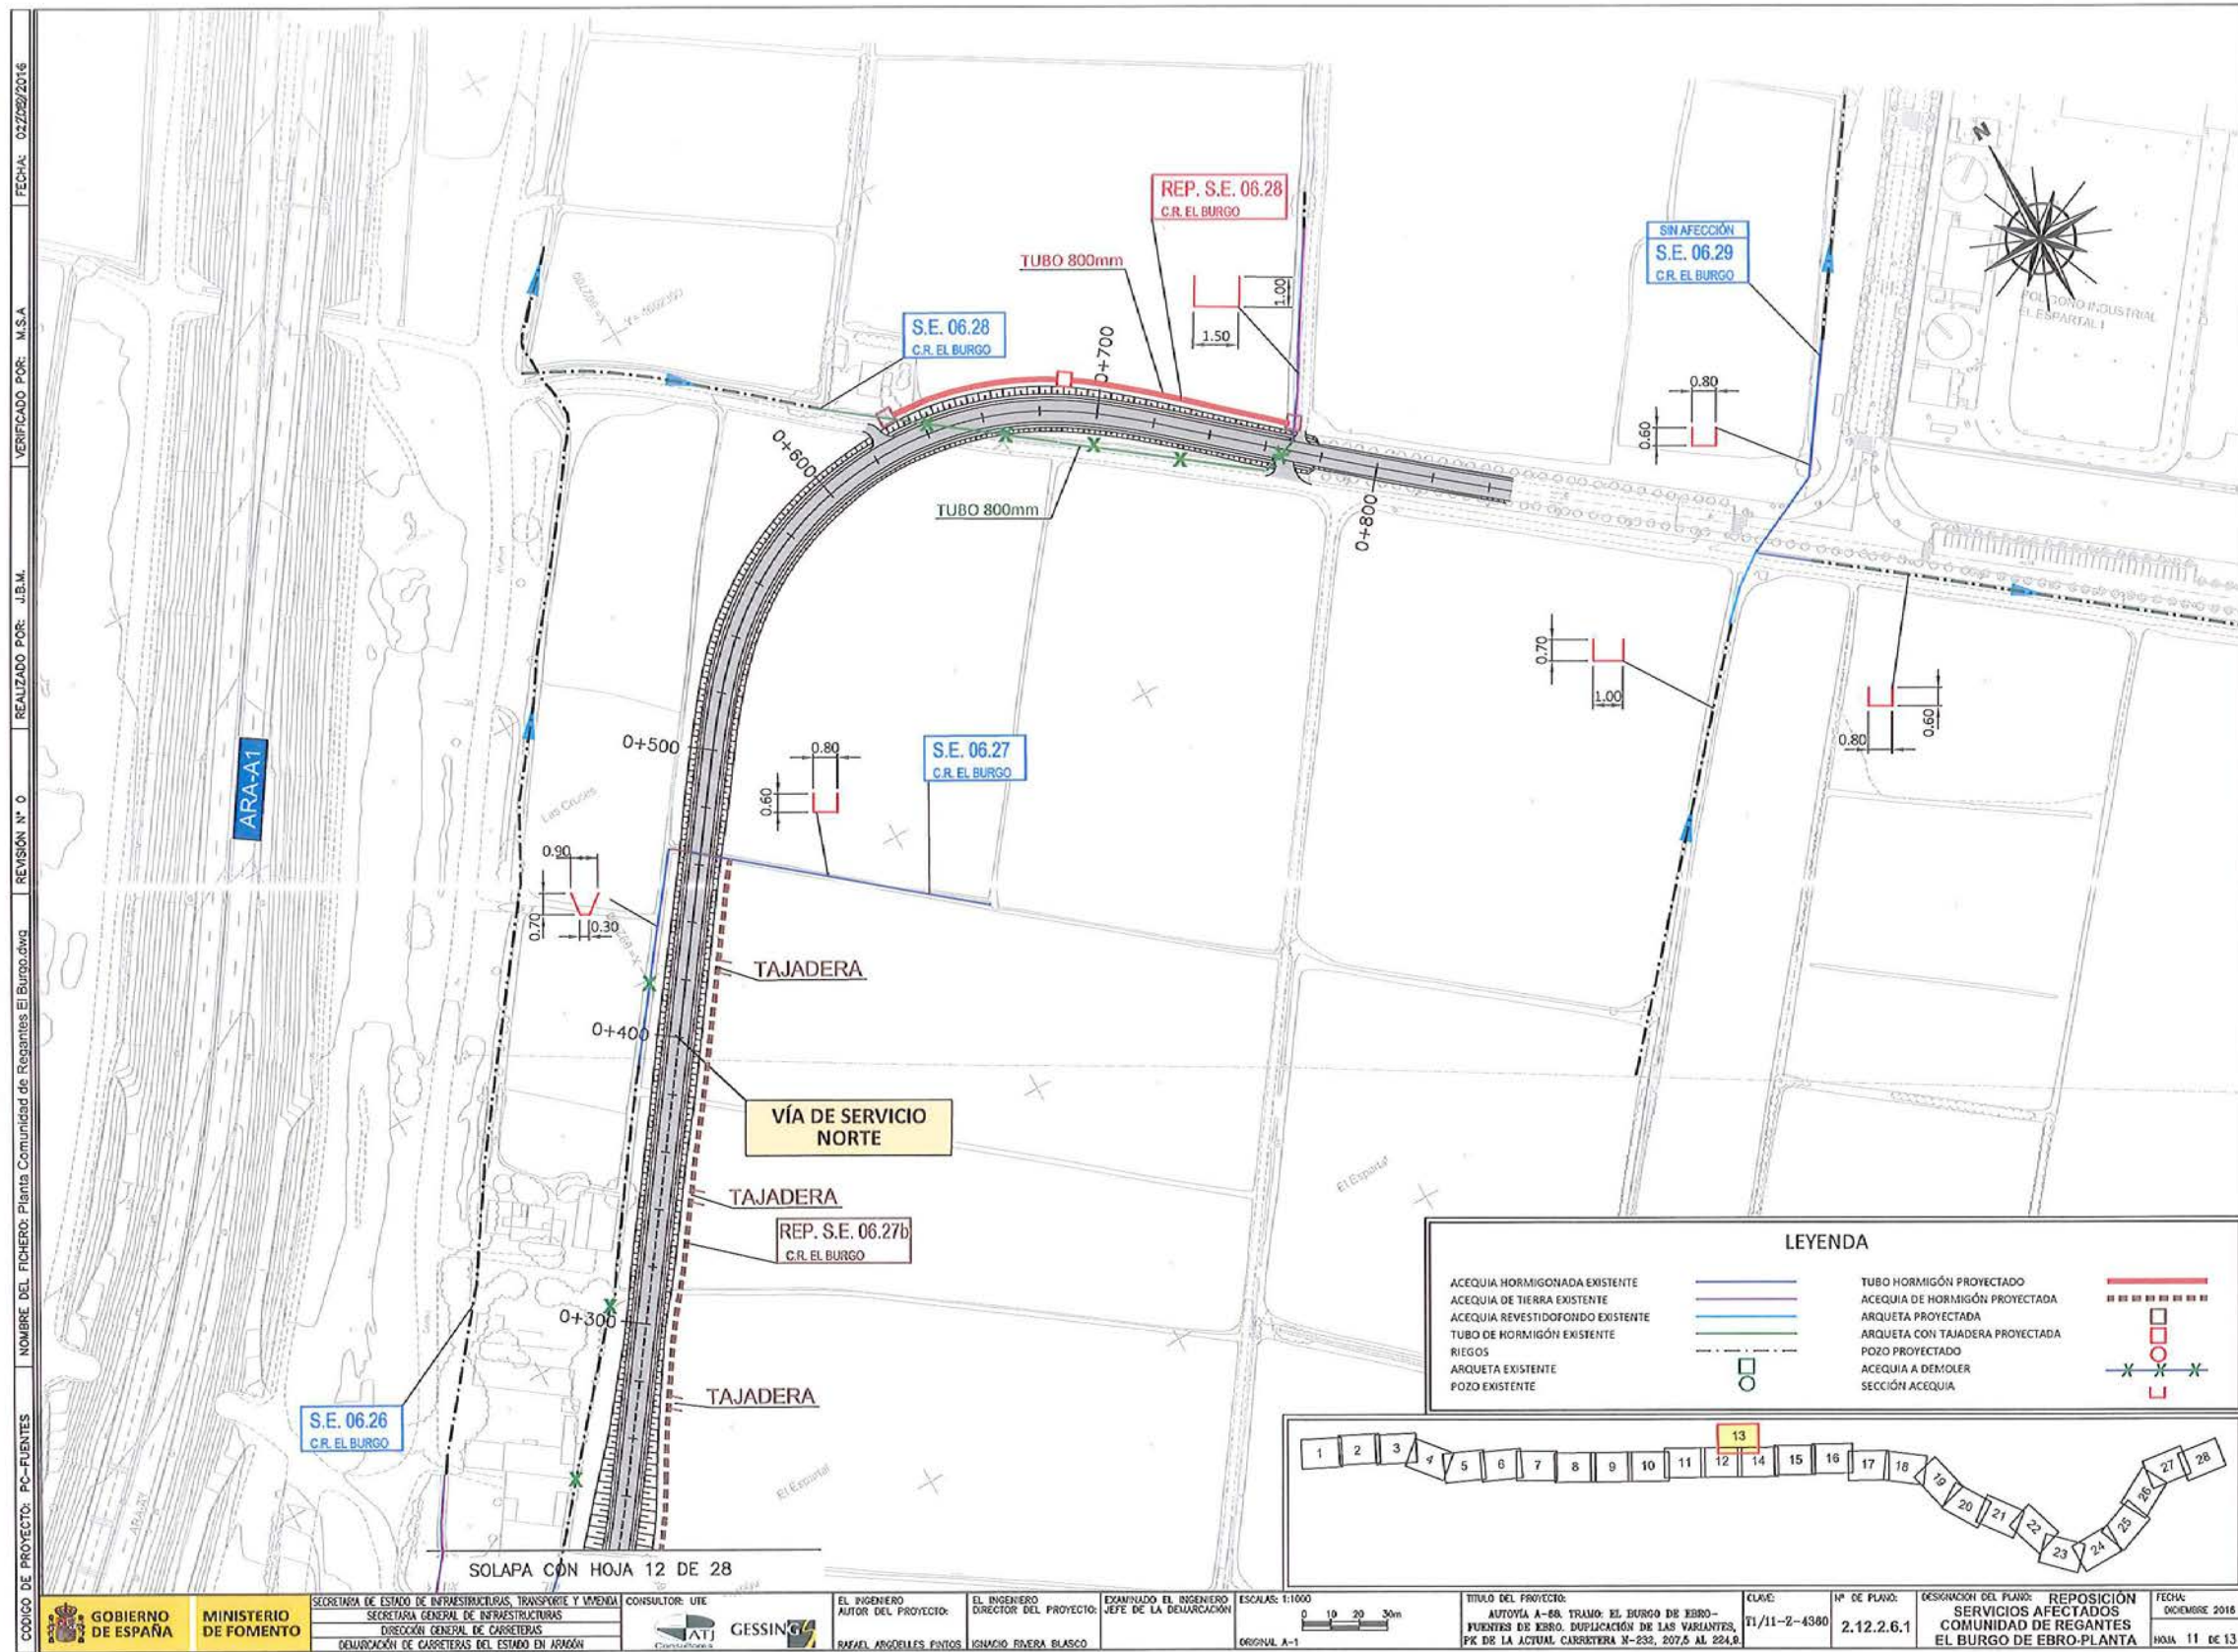 REP. S.E. 06.28
C.R. EL BURGO
TUBO 800mm
1.00
1.50
SIN AFECCIÓN
S.E. 06.29
C.R. EL BURGO
N
POLIGONO INDUSTRIAL
EL ESPARTAL I
S.E. 06.28
C.R. EL BURGO
0+700
0.80
0.60
0+600
TUBO 800mm
0+800
0.70
1.00
0.80
0.60
0+500
ARA-A1
Las Cruces
0.80
0.60
S.E. 06.27
C.R. EL BURGO
0.90
0.70
0.30
TAJADERA
0+400
VÍA DE SERVICIO
NORTE
El Espartal
TAJADERA
REP. S.E. 06.27b
C.R. EL BURGO
0+300
TAJADERA
S.E. 06.26
C.R. EL BURGO
El Espartal
SOLAPA CON HOJA 12 DE 28
LEYENDA
ACEQUIA HORMIGONADA EXISTENTE
ACEQUIA DE TIERRA EXISTENTE
ACEQUIA REVESTIDOFONDO EXISTENTE
TUBO DE HORMIGÓN EXISTENTE
RIEGOS
ARQUETA EXISTENTE
POZO EXISTENTE
TUBO HORMIGÓN PROYECTADO
ACEQUIA DE HORMIGÓN PROYECTADA
ARQUETA PROYECTADA
ARQUETA CON TAJADERA PROYECTADA
POZO PROYECTADO
ACEQUIA A DEMOLER
SECCIÓN ACEQUIA
1 2 3 4 5 6 7 8 9 10 11 12 13 14 15 16 17 18 19 20 21 22 23 24 25 26 27 28
CODIGO DE PROYECTO: PC-FUENTES
NOMBRE DEL FICHERO: Planta Comunidad de Regantes El Burgo.dwg
REVISIÓN Nº 0
REALIZADO POR: J.B.M.
VERIFICADO POR: M.S.A
FECHA:
GOBIERNO
DE ESPAÑA
MINISTERIO
DE FOMENTO
SECRETARIA DE ESTADO DE INFRAESTRUCTURAS, TRANSPORTE Y VIVIENDA
SECRETARIA GENERAL DE INFRAESTRUCTURAS
DIRECCIÓN GENERAL DE CARRETERAS
DEMARCACIÓN DE CARRETERAS DEL ESTADO EN ARAGÓN
CONSULTOR: UTE
ATJ
Consultores
GESSING
EL INGENIERO
AUTOR DEL PROYECTO:
RAFAEL ARGÜELLES PINTOS
EL INGENIERO
DIRECTOR DEL PROYECTO:
IGNACIO RIVERA BLASCO
EXAMINADO EL INGENIERO
JEFE DE LA DEMARCACIÓN
ESCALAS: 1:1000
0 10 20 30m
ORIGINAL A-1
TITULO DEL PROYECTO:
AUTOVÍA A-68. TRAMO: EL BURGO DE EBRO-
FUENTES DE EBRO. DUPLICACIÓN DE LAS VARIANTES,
PK DE LA ACTUAL CARRETERA N-232, 207,5 AL 224,9.
CLAVE:
T1/11-Z-4360
Nº DE PLANO:
2.12.2.6.1
DESIGNACION DEL PLANO: REPOSICIÓN
SERVICIOS AFECTADOS
COMUNIDAD DE REGANTES
EL BURGO DE EBRO.PLANTA
FECHA:
DICIEMBRE 2016
HOJA 11 DE 13